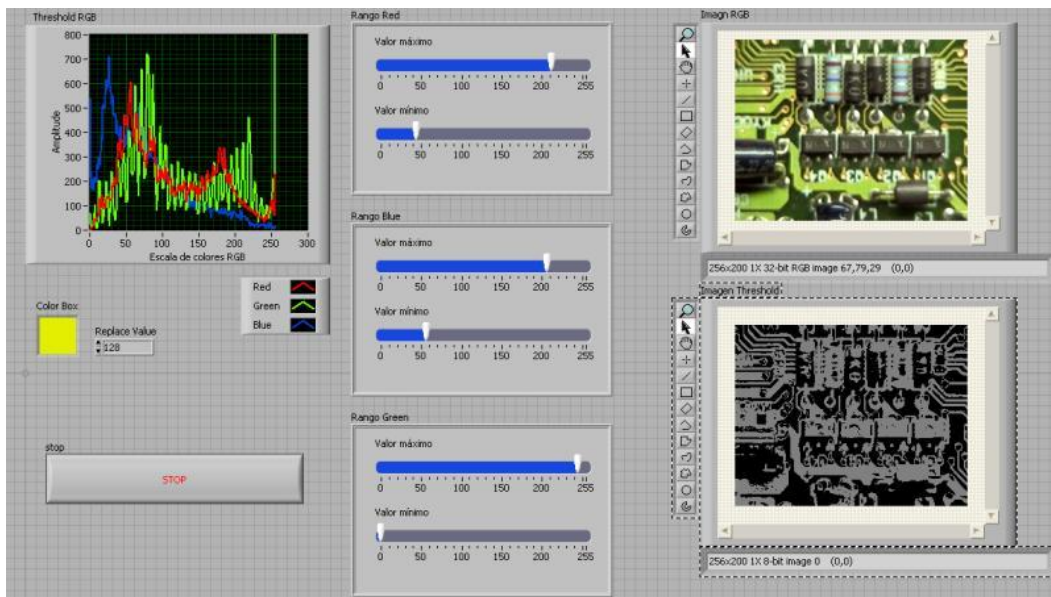 Threshold RGB
800
700
600
500
400
300
200
100
0
Amplitude
0 50 100 150 200 250 300
Escala de colores RGB
Red
Green
Blue
Color Box
Replace Value
128
stop
STOP
Rango Red
Valor máximo
0 50 100 150 200 255
Valor mínimo
0 50 100 150 200 255
Rango Blue
Valor máximo
0 50 100 150 200 255
Valor mínimo
0 50 100 150 200 255
Rango Green
Valor máximo
0 50 100 150 200 255
Valor mínimo
0 50 100 150 200 255
Imagn RGB
256x200 1X 32-bit RGB image 67,79,29 (0,0)
Imagen Threshold
256x200 1X 8-bit image 0 (0,0)